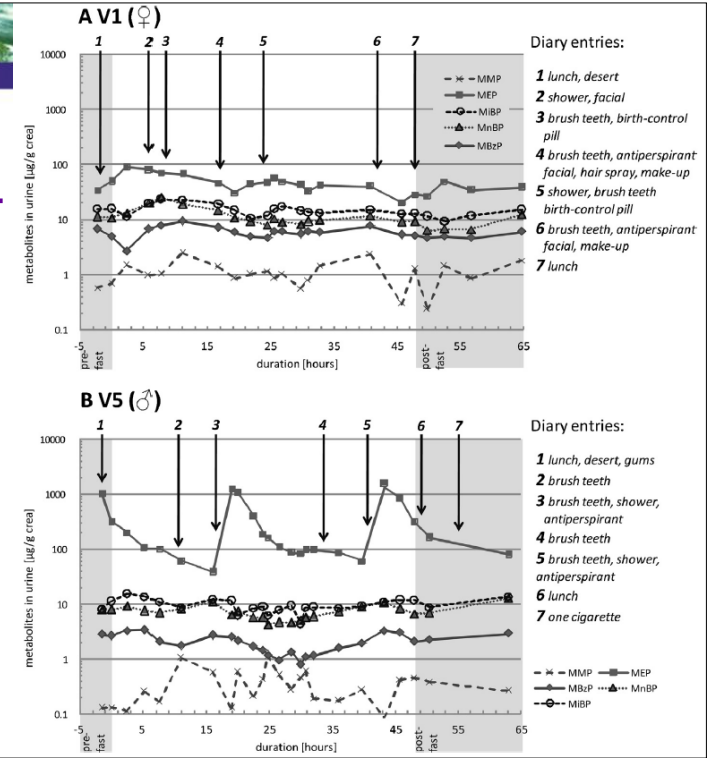 A V1 (♀)
1 2 3 4 5 6 7
10000
1000
100
10
1
0.1
metabolites in urine [µg/g crea]
MMP
MEP
MiBP
MnBP
MBzP
-5 5 15 25 35 45 55 65
pre-
fast
duration [hours]
post-
fast
Diary entries:
1 lunch, desert
2 shower, facial
3 brush teeth, birth-control
pill
4 brush teeth, antiperspirant
facial, hair spray, make-up
5 shower, brush teeth
birth-control pill
6 brush teeth, antiperspirant
facial, make-up
7 lunch
B V5 (♂)
1 2 3 4 5 6 7
10000
1000
100
10
1
0.1
metabolites in urine [µg/g crea]
-5 5 15 25 35 45 55 65
pre-
fast
duration [hours]
post-
fast
Diary entries:
1 lunch, desert, gums
2 brush teeth
3 brush teeth, shower,
antiperspirant
4 brush teeth
5 brush teeth, shower,
antiperspirant
6 lunch
7 one cigarette
MMP MEP
MBzP MnBP
MiBP